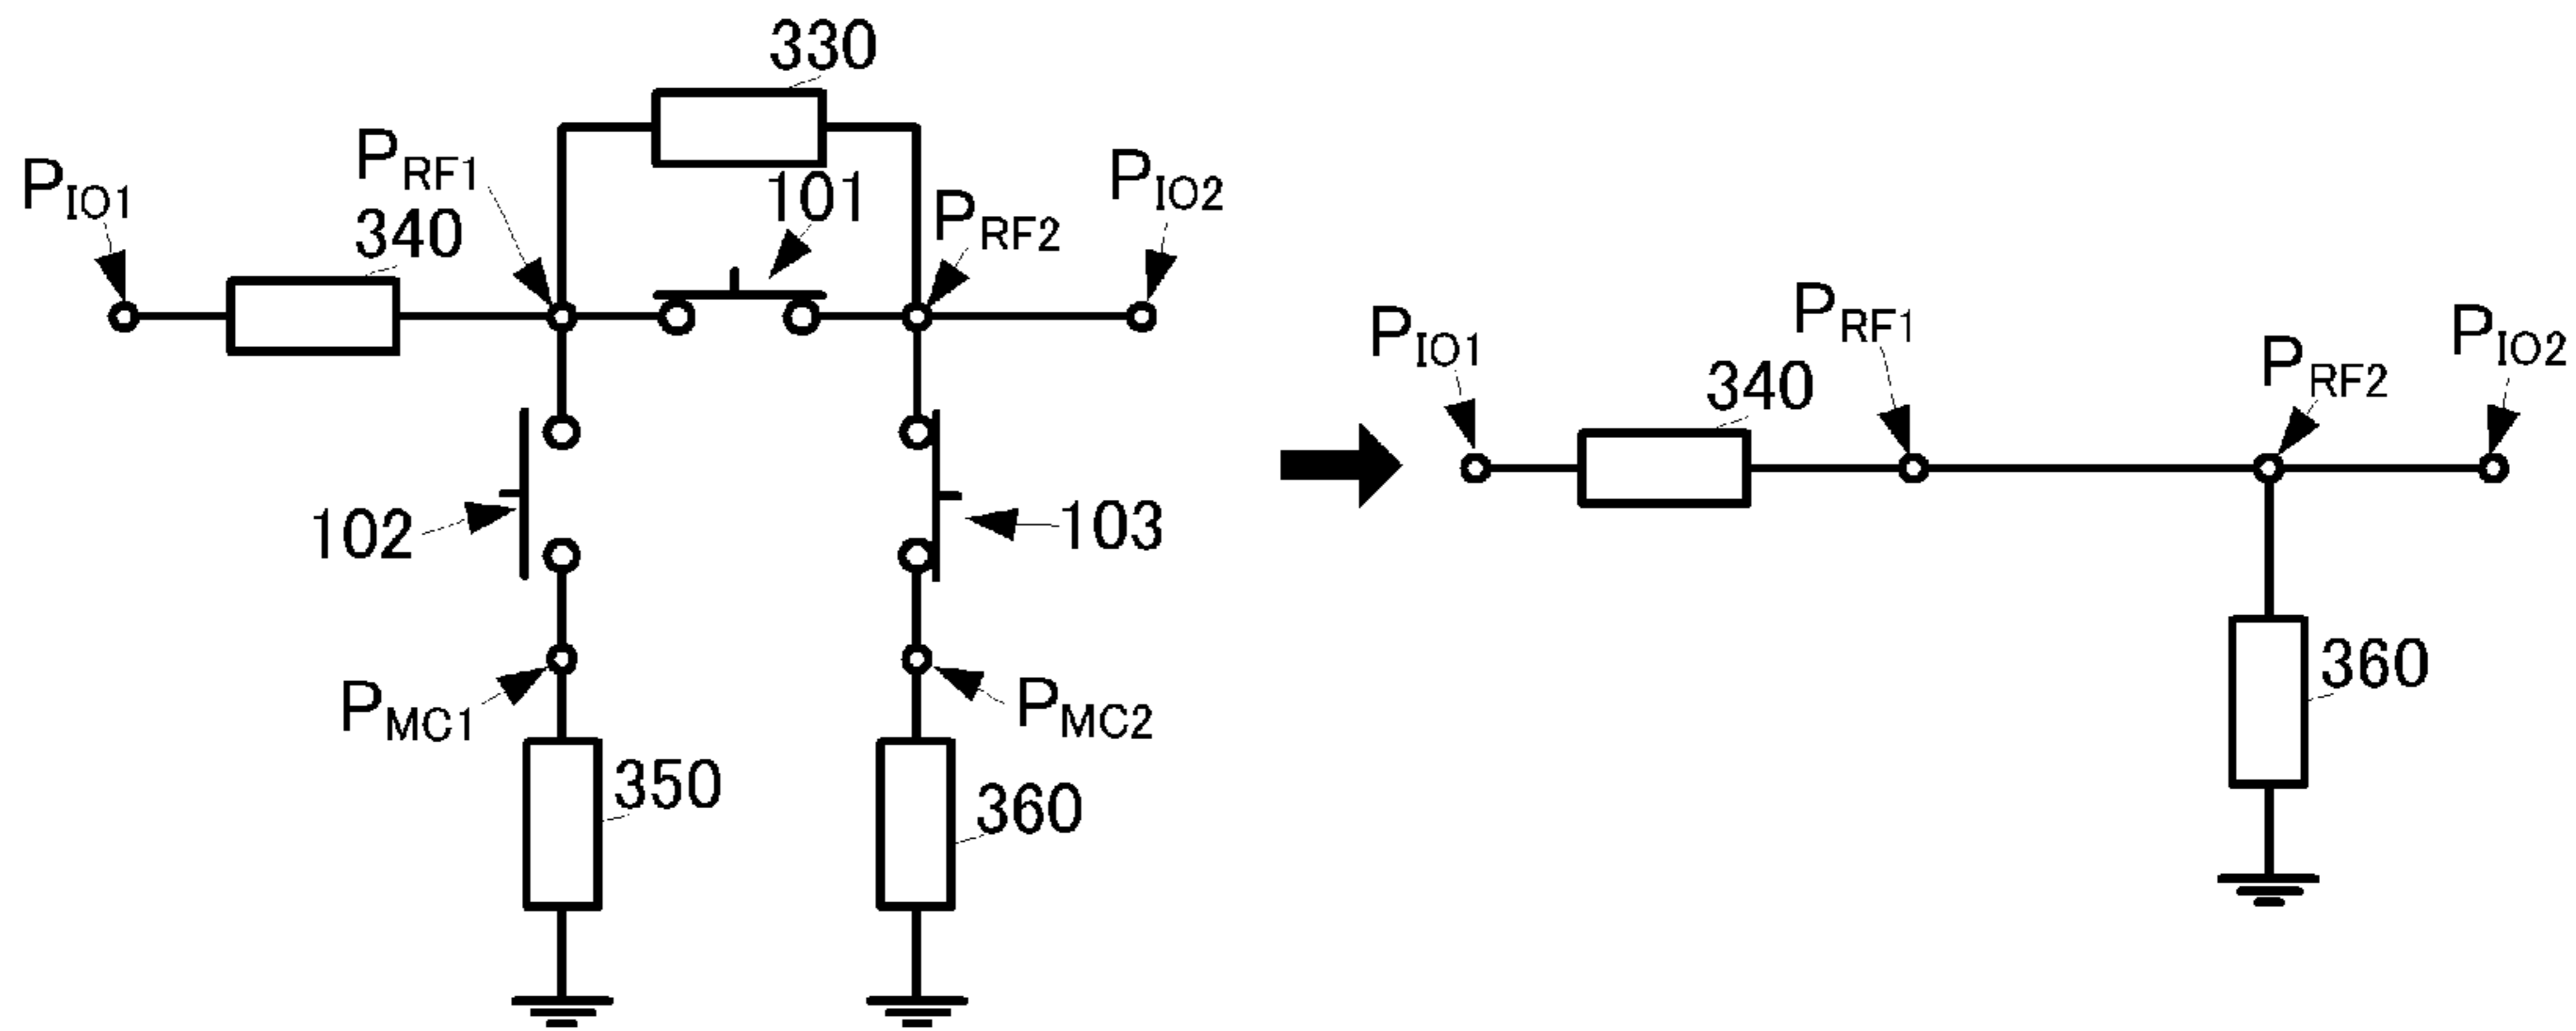 330
P_RF1
P_IO1
340
101
P_RF2
P_IO2
102
103
P_MC1
P_MC2
350
360
P_IO1
340
P_RF1
P_RF2
P_IO2
360